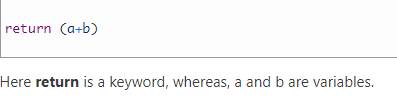 return (a+b)
Here return is a keyword, whereas, a and b are variables.